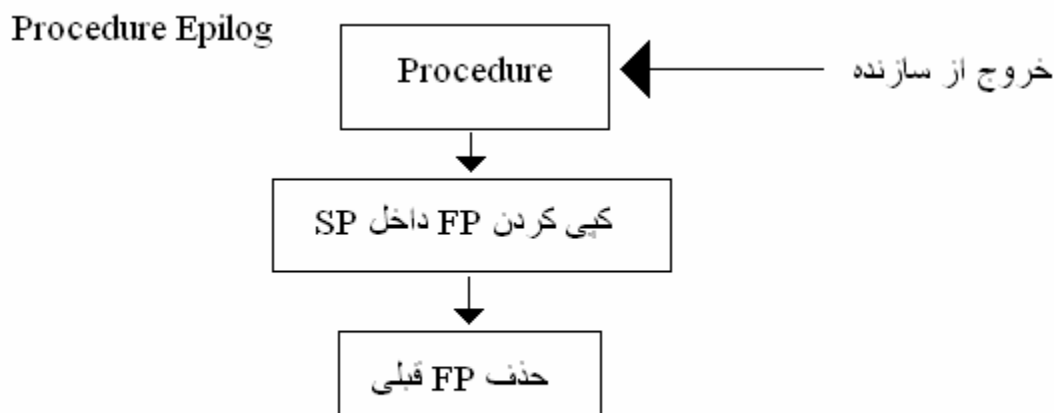 Procedure Epilog
Procedure
خروج از سازنده
کپی کردن FP داخل SP
حذف FP قبلی